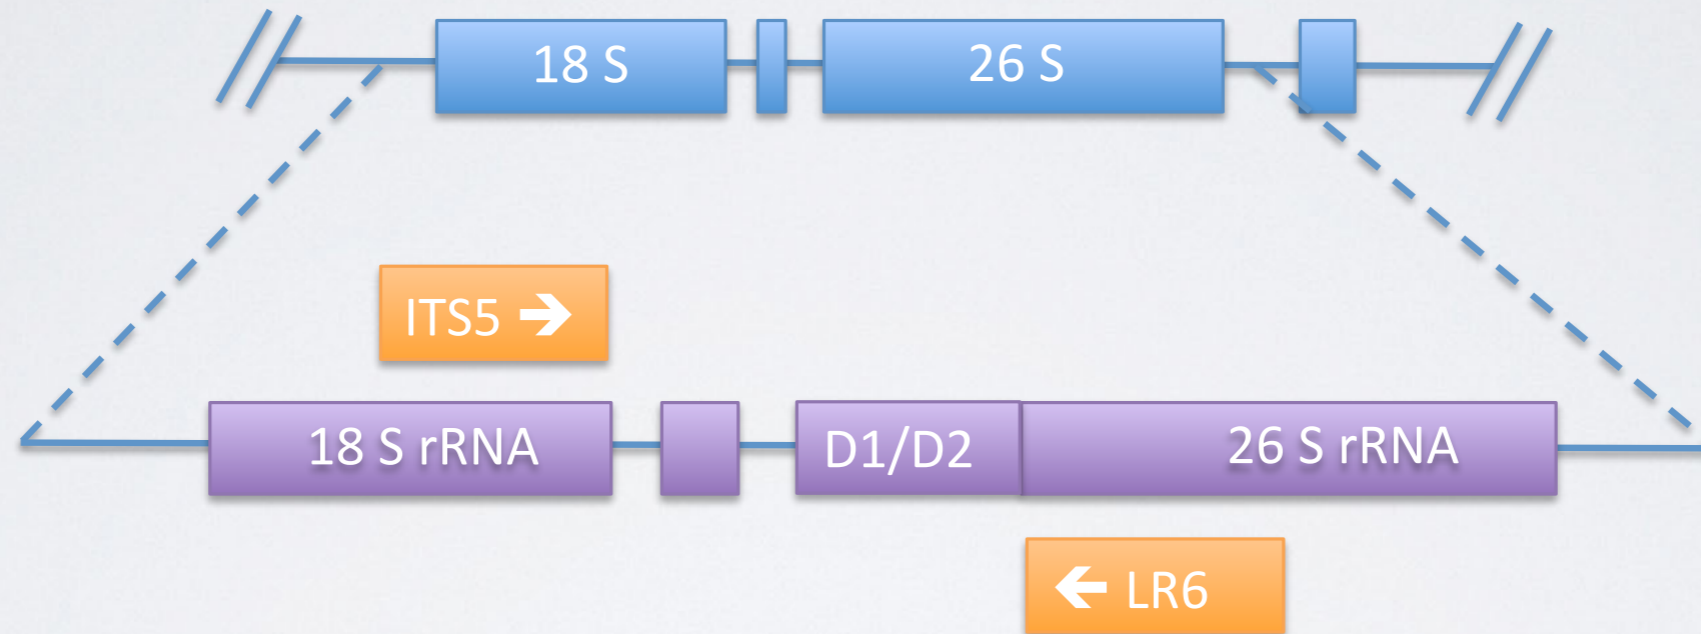 18 S
26 S
ITS5 →
18 S rRNA
D1/D2
26 S rRNA
← LR6